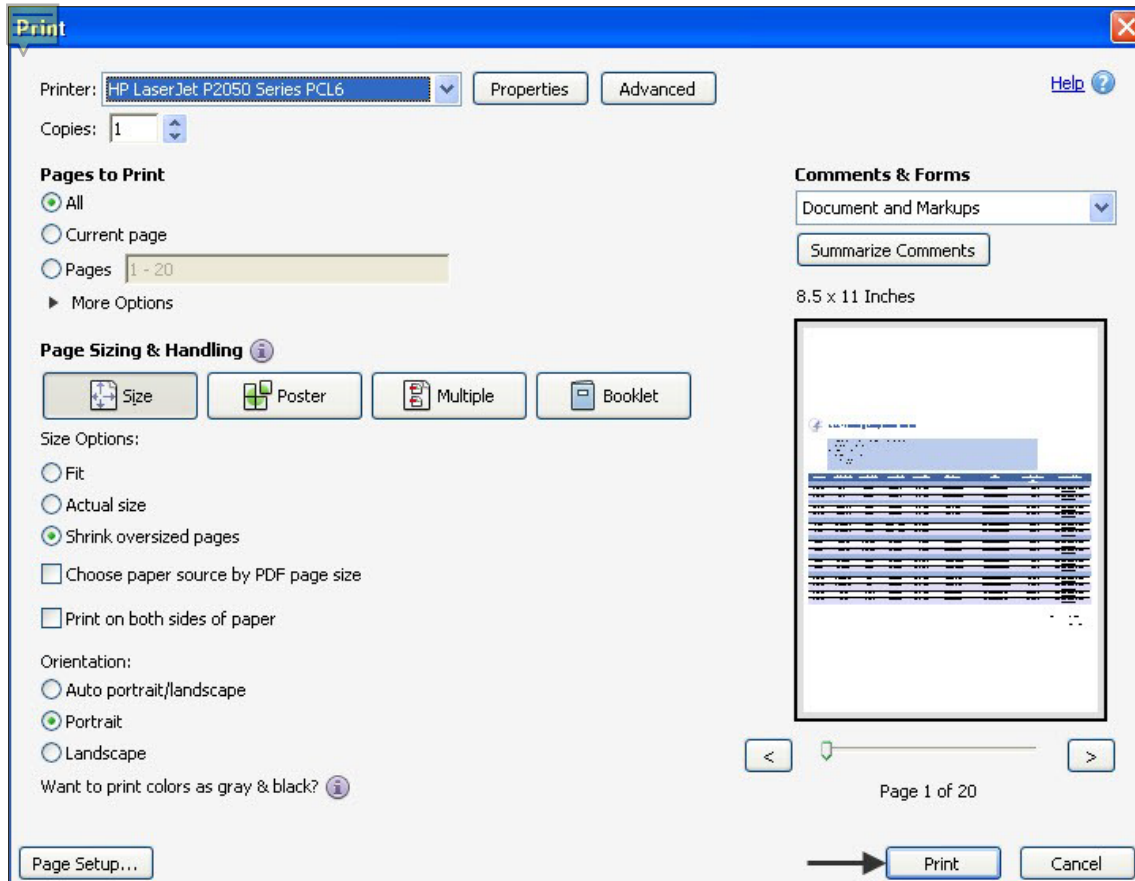 Print
Printer: HP LaserJet P2050 Series PCL6 Properties Advanced Help ?
Copies: 1
Pages to Print
All
Current page
Pages 1 - 20
More Options
Comments & Forms
Document and Markups
Summarize Comments
8.5 x 11 Inches
Page Sizing & Handling i
Size Poster Multiple Booklet
Size Options:
Fit
Actual size
Shrink oversized pages
Choose paper source by PDF page size
Print on both sides of paper
Orientation:
Auto portrait/landscape
Portrait
Landscape
Want to print colors as gray & black? i
< >
Page 1 of 20
Page Setup... Print Cancel